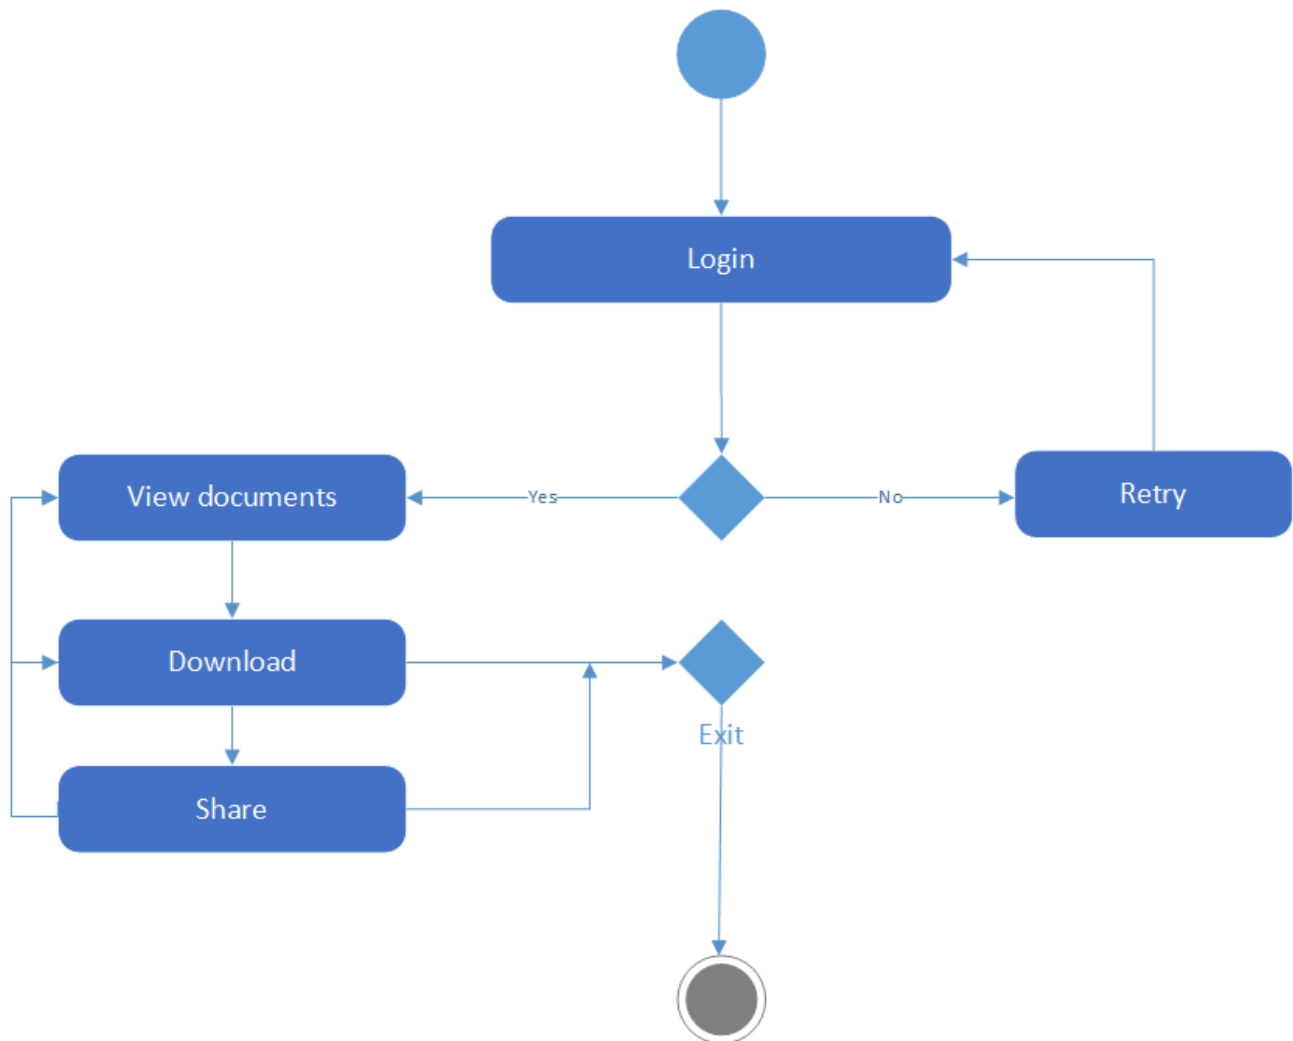 Login
View documents
Yes
No
Retry
Download
Exit
Share